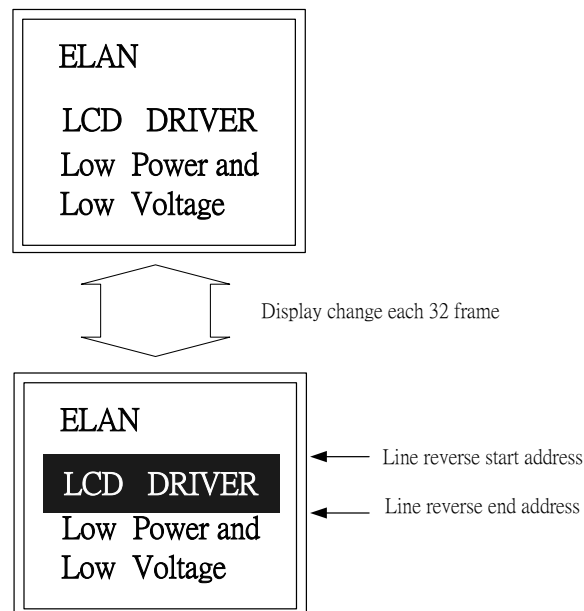 ELAN
LCD DRIVER
Low Power and
Low Voltage
Display change each 32 frame
ELAN
LCD DRIVER
Low Power and
Low Voltage
Line reverse start address
Line reverse end address